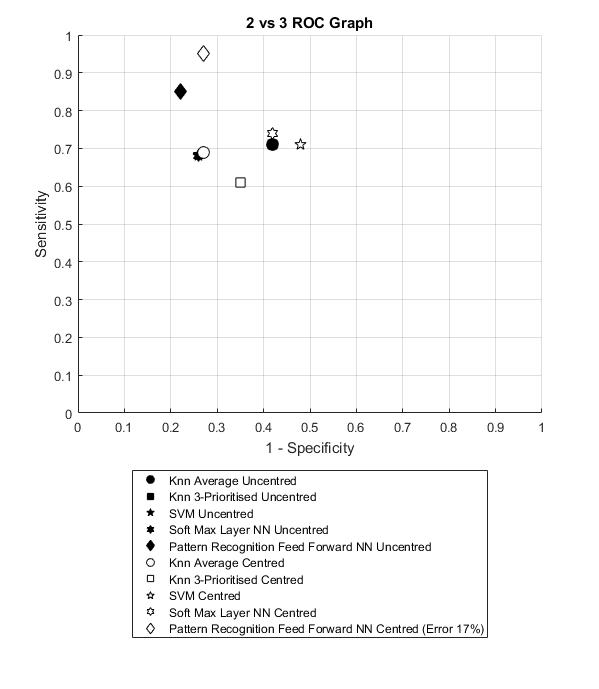 2 vs 3 ROC Graph
1
0.9
0.8
0.7
0.6
0.5
0.4
0.3
0.2
0.1
0
Sensitivity
0 0.1 0.2 0.3 0.4 0.5 0.6 0.7 0.8 0.9 1
1 - Specificity
Knn Average Uncentred
Knn 3-Prioritised Uncentred
SVM Uncentred
Soft Max Layer NN Uncentred
Pattern Recognition Feed Forward NN Uncentred
Knn Average Centred
Knn 3-Prioritised Centred
SVM Centred
Soft Max Layer NN Centred
Pattern Recognition Feed Forward NN Centred (Error 17%)